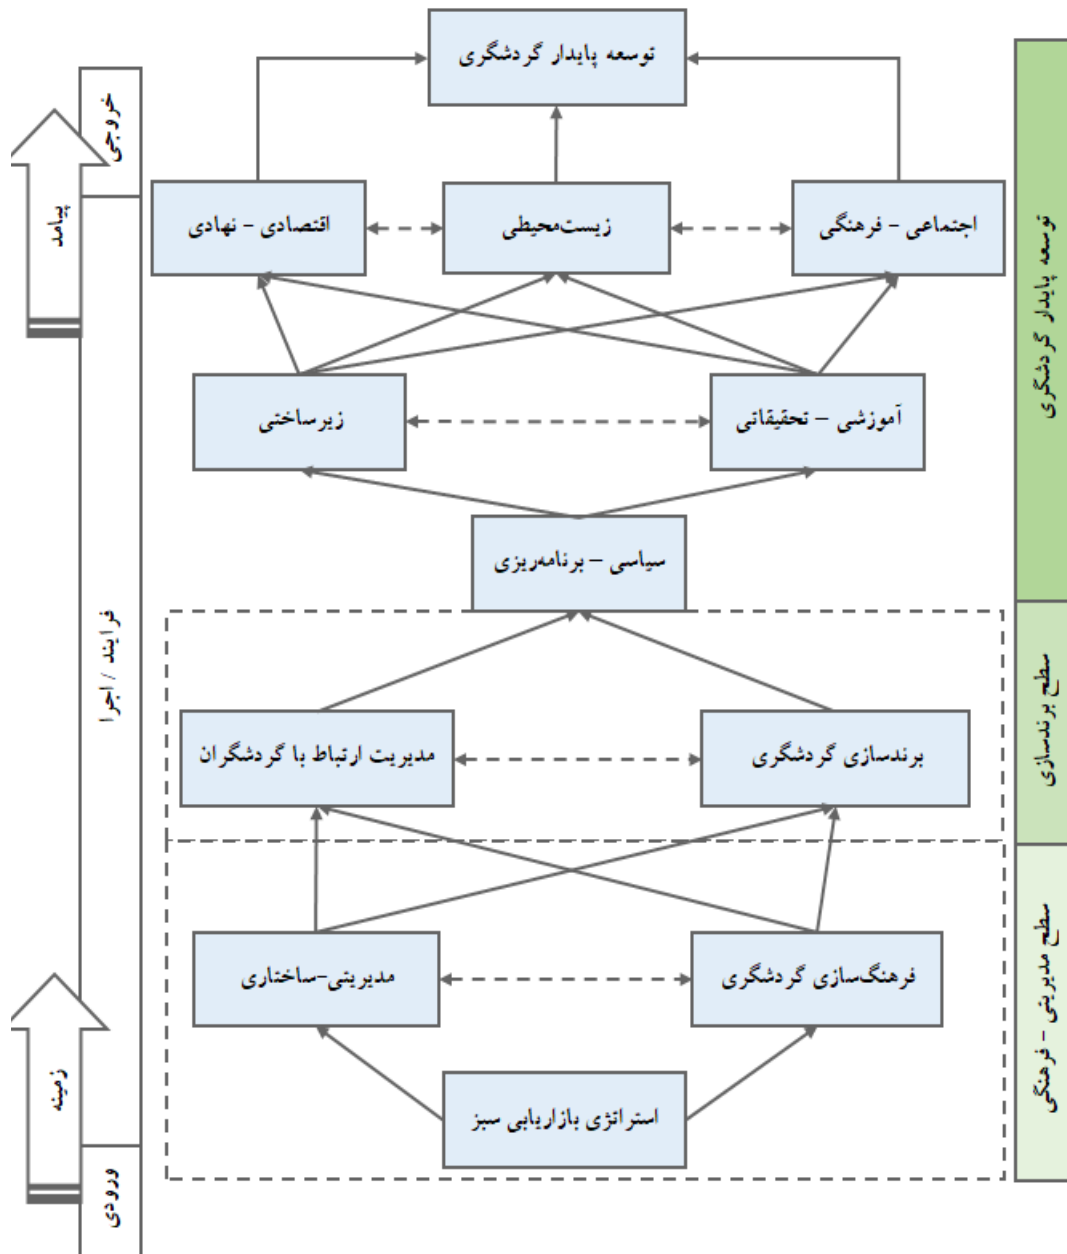 توسعه پایدار گردشگری
خروجی
پیامد
اجتماعی - فرهنگی
زیست‌محیطی
اقتصادی - نهادی
توسعه پایدار گردشگری
آموزشی – تحقیقاتی
زیرساختی
سیاسی – برنامه‌ریزی
فرایند / اجرا
سطح برندسازی
برندسازی گردشگری
مدیریت ارتباط با گردشگران
سطح مدیریتی - فرهنگی
فرهنگ‌سازی گردشگری
مدیریتی-ساختاری
زمینه
استراتژی بازاریابی سبز
ورودی